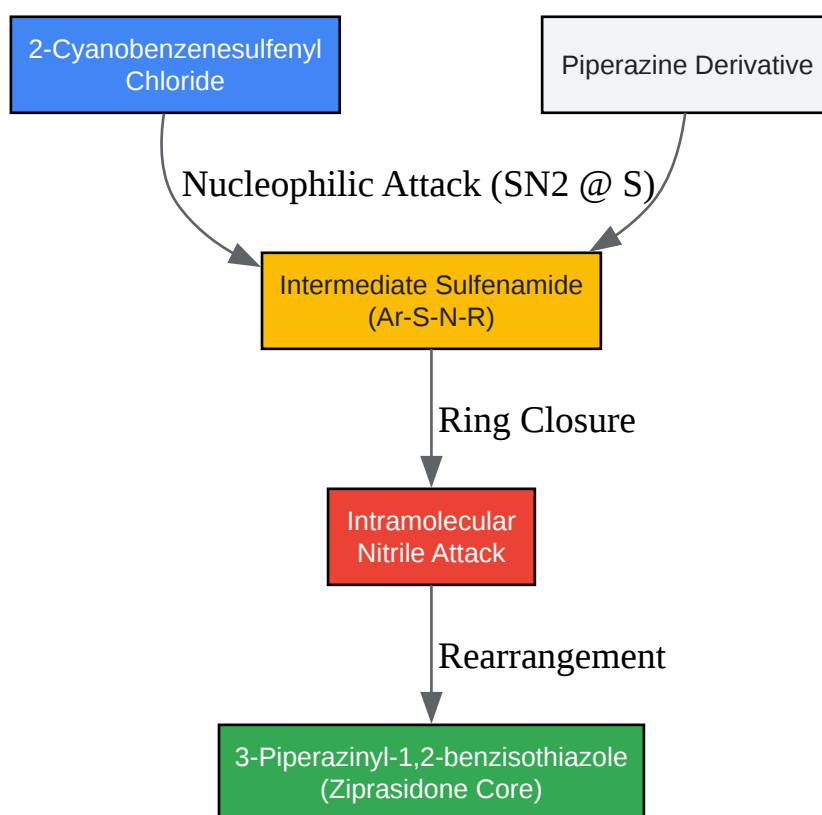 2-Cyanobenzenesulfenyl
Chloride
Piperazine Derivative
Nucleophilic Attack (SN2 @ S)
Intermediate Sulfenamide
(Ar-S-N-R)
Ring Closure
Intramolecular
Nitrile Attack
Rearrangement
3-Piperazinyl-1,2-benzisothiazole
(Ziprasidone Core)